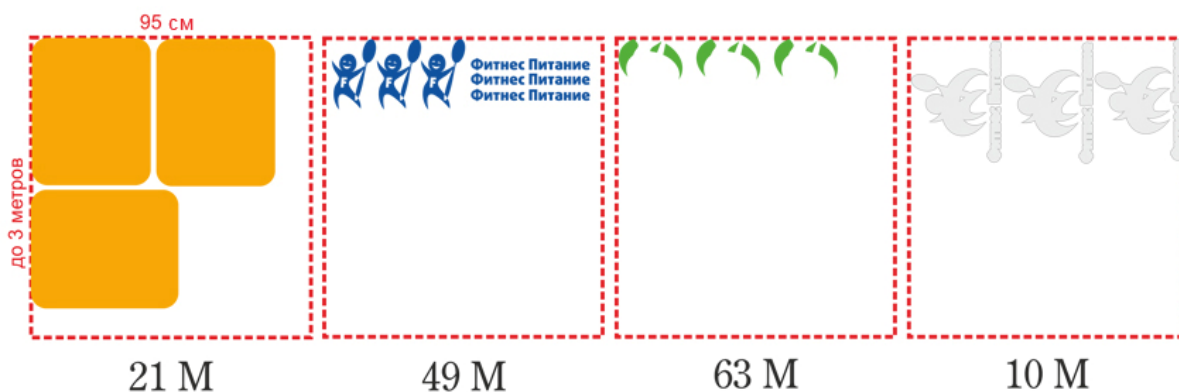 95 см
до 3 метров
Фитнес Питание
Фитнес Питание
Фитнес Питание
21 М
49 М
63 М
10 М